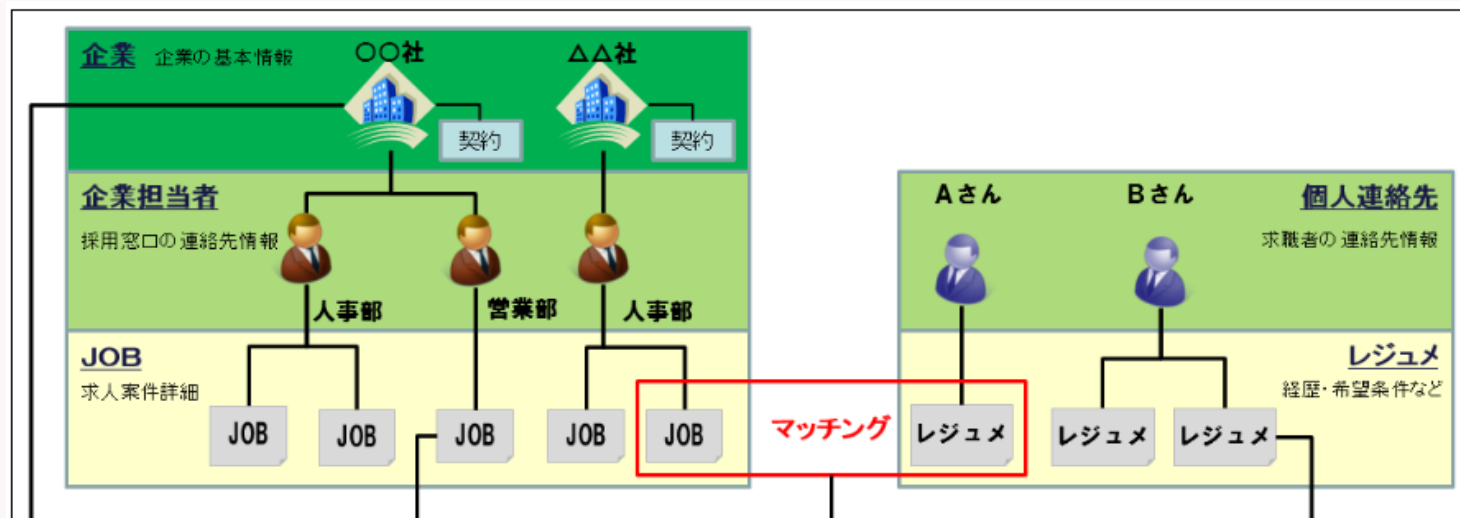 企業 企業の基本情報
〇〇社
△△社
契約
契約
企業担当者
採用窓口の連絡先情報
人事部
営業部
人事部
JOB
求人案件詳細
JOB
JOB
JOB
JOB
JOB
マッチング
Aさん
Bさん
個人連絡先
求職者の連絡先情報
レジュメ
経歴・希望条件など
レジュメ
レジュメ
レジュメ